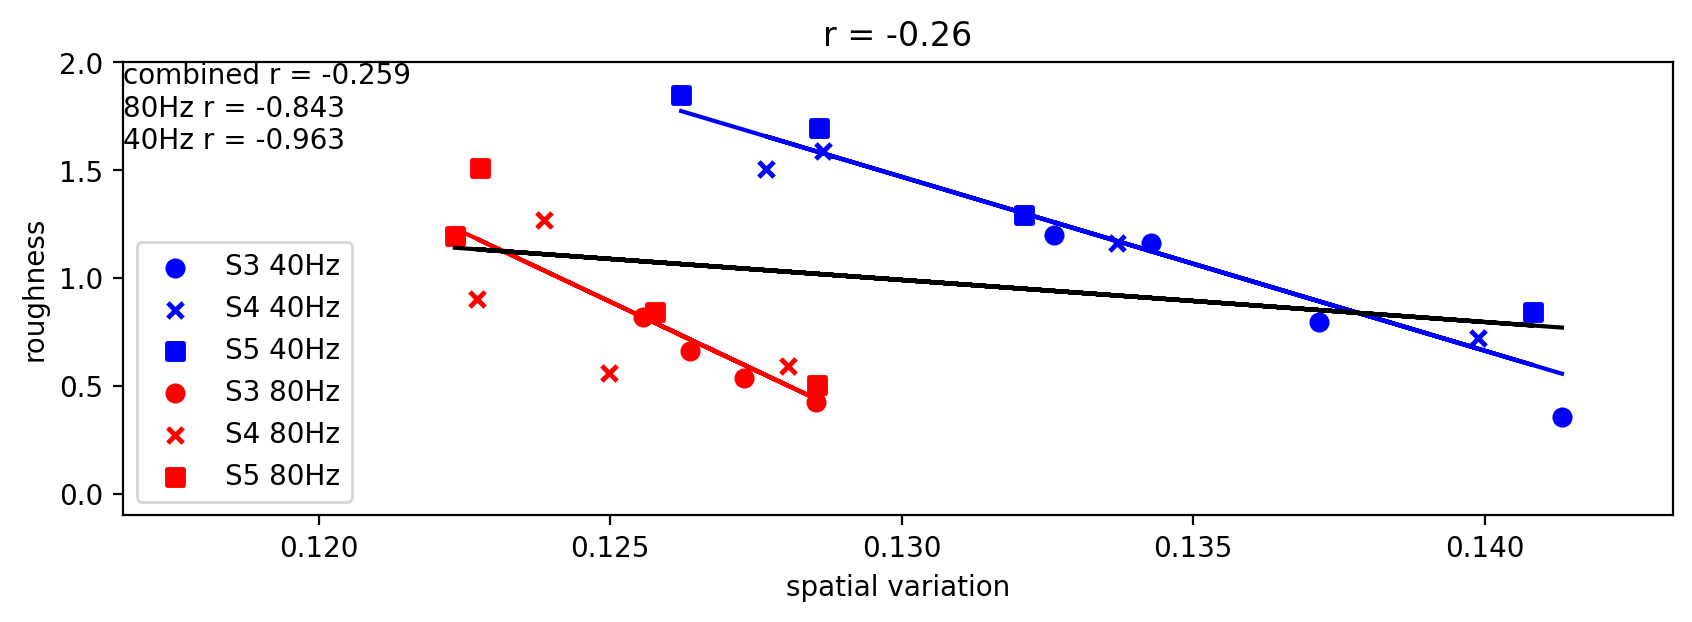 r = -0.26
combined r = -0.259
80Hz r = -0.843
40Hz r = -0.963
2.0
1.5
1.0
0.5
0.0
roughness
S3 40Hz
S4 40Hz
S5 40Hz
S3 80Hz
S4 80Hz
S5 80Hz
0.120 0.125 0.130 0.135 0.140
spatial variation